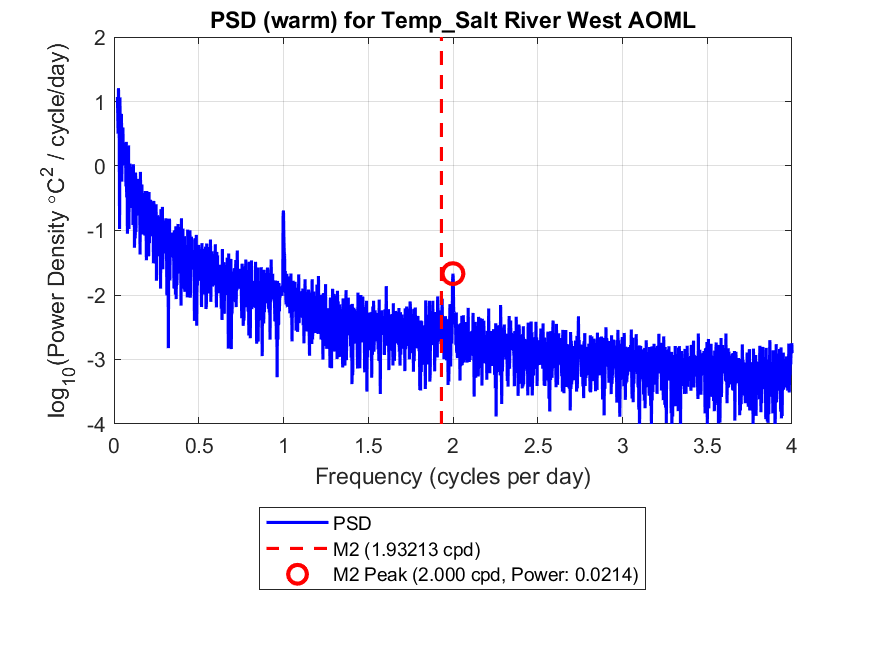 PSD (warm) for Temp_Salt River West AOML
log10(Power Density °C2 / cycle/day)
2
1
0
-1
-2
-3
-4
0 0.5 1 1.5 2 2.5 3 3.5 4
Frequency (cycles per day)
PSD
M2 (1.93213 cpd)
M2 Peak (2.000 cpd, Power: 0.0214)